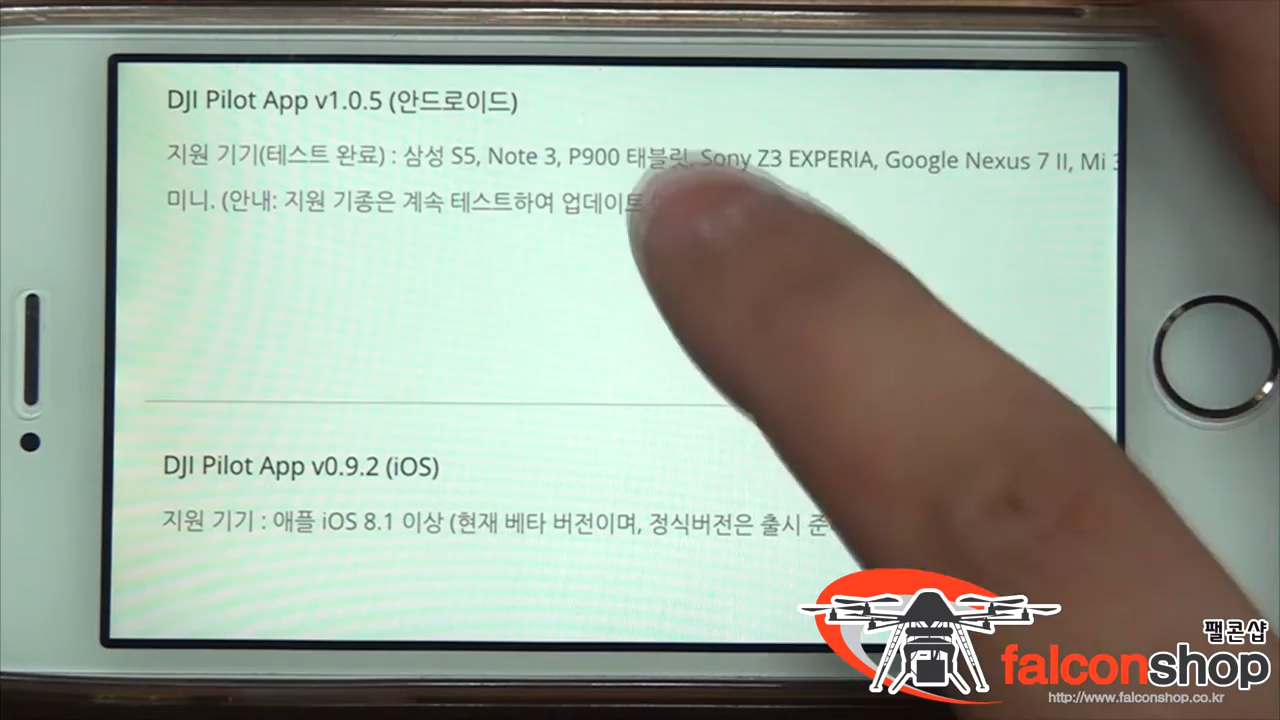 DJI Pilot App v1.0.5 (안드로이드)
지원 기기(테스트 완료) : 삼성 S5, Note 3, P900 태블릿, Sony Z3 EXPERIA, Google Nexus 7 II, Mi 3
미니. (안내: 지원 기종은 계속 테스트하여 업데이트
DJI Pilot App v0.9.2 (iOS)
지원 기기 : 애플 iOS 8.1 이상 (현재 베타 버전이며, 정식버전은 출시
팰콘샵
falconshop
http://www.falconshop.co.kr